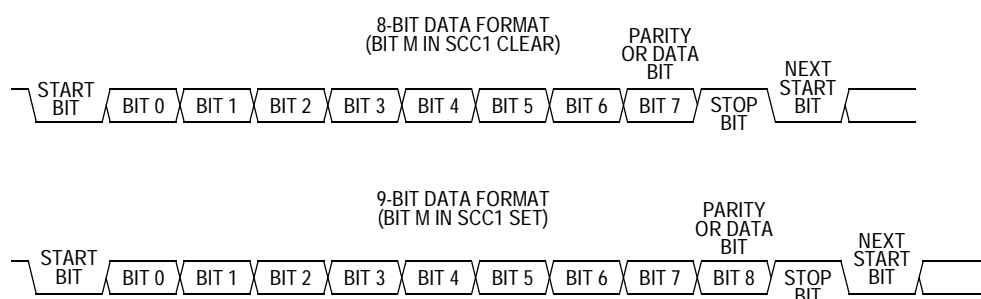 8-BIT DATA FORMAT
(BIT M IN SCC1 CLEAR)
PARITY
OR DATA
BIT
START
BIT
BIT 0
BIT 1
BIT 2
BIT 3
BIT 4
BIT 5
BIT 6
BIT 7
STOP
BIT
NEXT
START
BIT
9-BIT DATA FORMAT
(BIT M IN SCC1 SET)
PARITY
OR DATA
BIT
START
BIT
BIT 0
BIT 1
BIT 2
BIT 3
BIT 4
BIT 5
BIT 6
BIT 7
BIT 8
STOP
BIT
NEXT
START
BIT